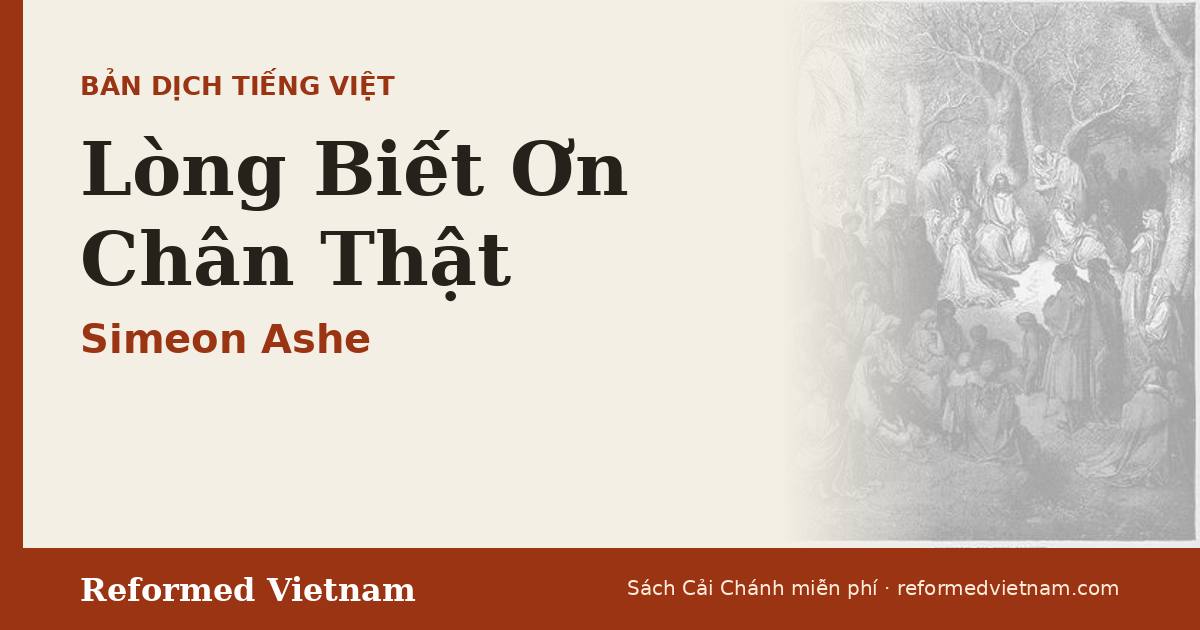 BẢN DỊCH TIẾNG VIỆT
Lòng Biết Ơn
Chân Thật
Simeon Ashe
Reformed Vietnam
Sách Cải Chánh miễn phí · reformedvietnam.com